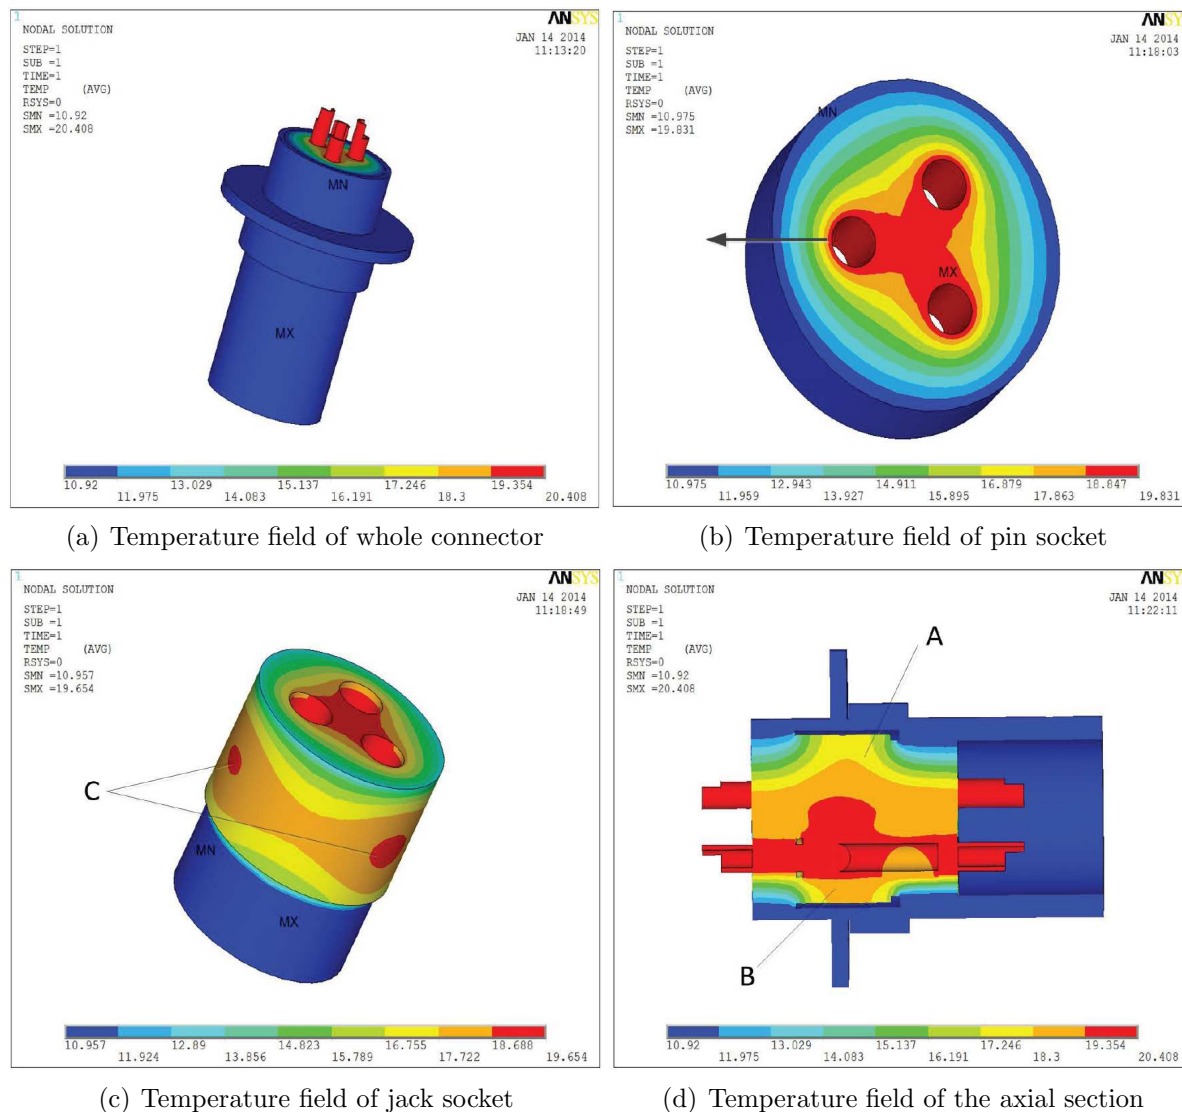 1
ANSYS
NODAL SOLUTION
JAN 14 2014
11:13:20
STEP=1
SUB =1
TIME=1
TEMP (AVG)
RSYS=0
SMN =10.92
SMX =20.408
MN
MX
10.92 13.029 15.137 17.246 19.354
11.975 14.083 16.191 18.3 20.408
(a) Temperature field of whole connector
1
ANSY
NODAL SOLUTION
JAN 14 2014
11:18:03
STEP=1
SUB =1
TIME=1
TEMP (AVG)
RSYS=0
SMN =10.975
SMX =19.831
MN
MX
10.975 12.943 14.911 16.879 18.847
11.959 13.927 15.895 17.863 19.831
(b) Temperature field of pin socket
1
ANSYS
NODAL SOLUTION
JAN 14 2014
11:18:49
STEP=1
SUB =1
TIME=1
TEMP (AVG)
RSYS=0
SMN =10.957
SMX =19.654
C
MN
MX
10.957 12.89 14.823 16.755 18.688
11.924 13.856 15.789 17.722 19.654
(c) Temperature field of jack socket
1
ANSY
NODAL SOLUTION
JAN 14 2014
11:22:11
STEP=1
SUB =1
TIME=1
TEMP (AVG)
RSYS=0
SMN =10.92
SMX =20.408
A
B
10.92 13.029 15.137 17.246 19.354
11.975 14.083 16.191 18.3 20.408
(d) Temperature field of the axial section